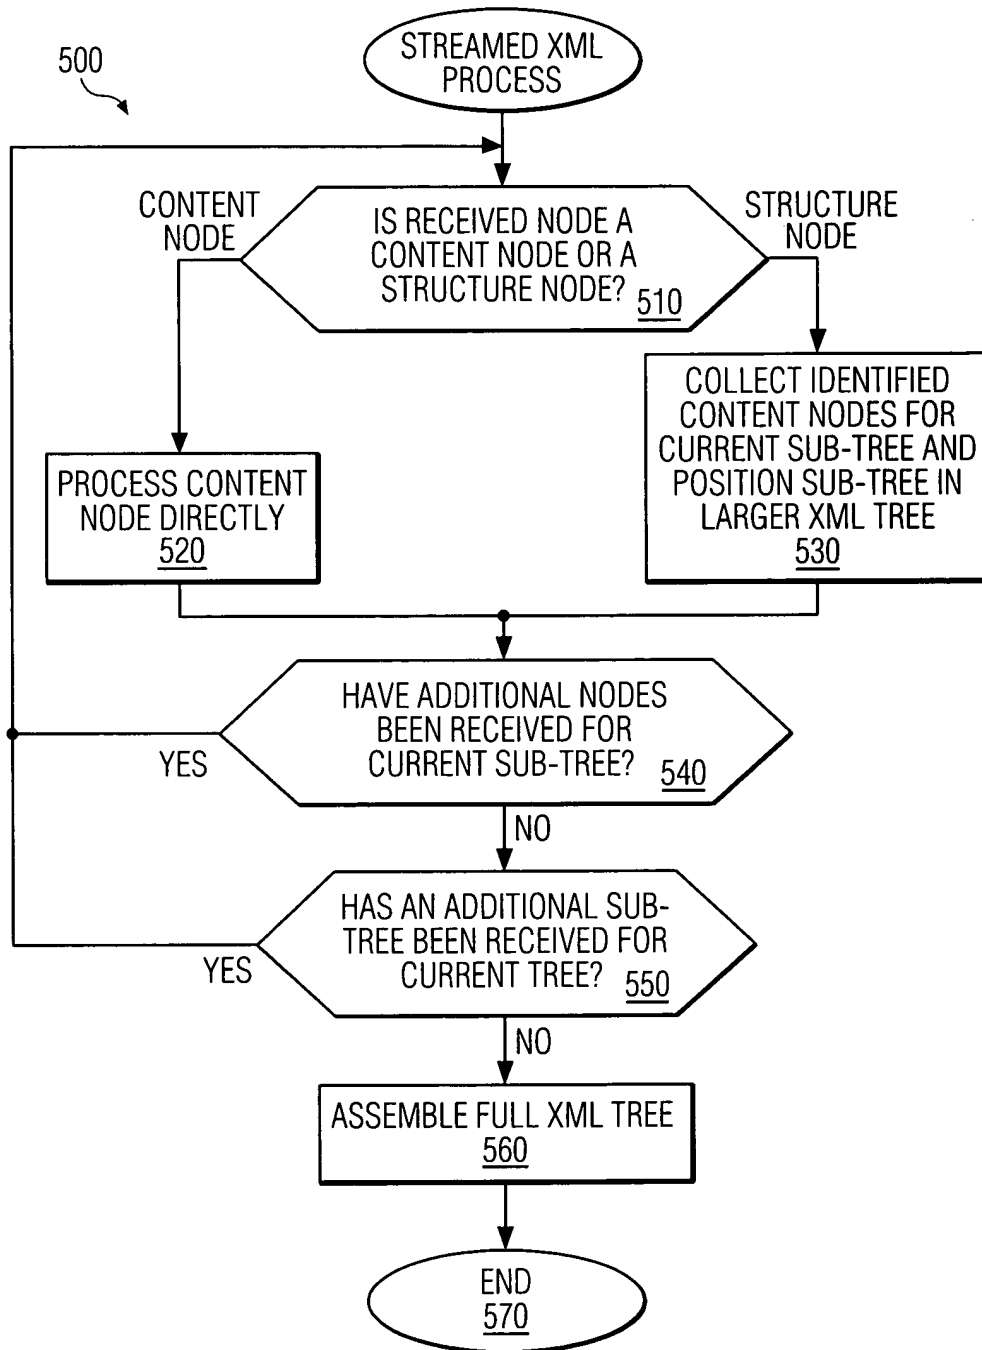 500
STREAMED XML
PROCESS
CONTENT
NODE
IS RECEIVED NODE A
CONTENT NODE OR A
STRUCTURE NODE?
510
STRUCTURE
NODE
PROCESS CONTENT
NODE DIRECTLY
520
COLLECT IDENTIFIED
CONTENT NODES FOR
CURRENT SUB-TREE AND
POSITION SUB-TREE IN
LARGER XML TREE
530
HAVE ADDITIONAL NODES
BEEN RECEIVED FOR
CURRENT SUB-TREE?
540
YES
NO
HAS AN ADDITIONAL SUB-
TREE BEEN RECEIVED FOR
CURRENT TREE?
550
YES
NO
ASSEMBLE FULL XML TREE
560
END
570